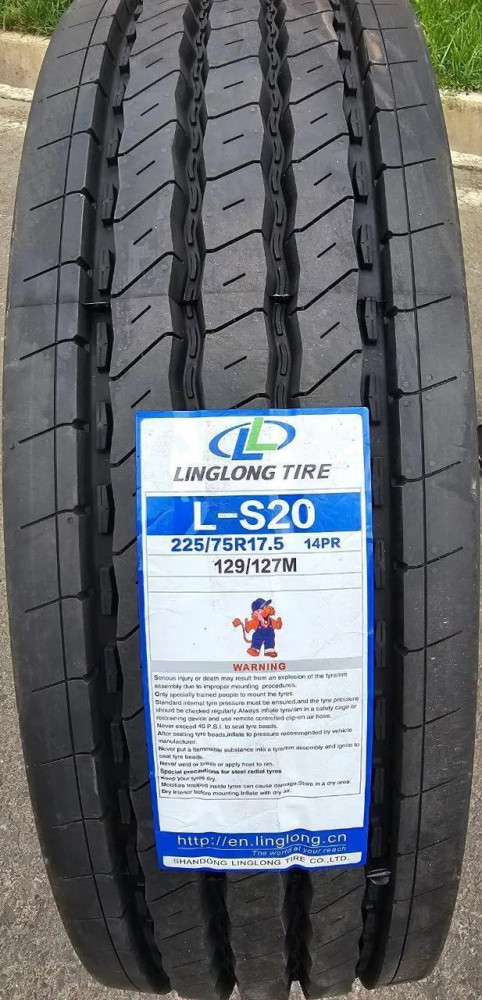 LL
LINGLONG TIRE
L-S20
225/75R17.5 14PR
129/127M
WARNING
Serious injury or death may result from an explosion of the tyre/rim
assembly due to improper mounting procedures.
Only specially trained people to mount the tyres.
Standard internal tyre pressure must be ensured,and the tyre pressure
should be checked regularly.Always inflate tyre/rim in a safety cage or
restraining device and use remote controlled clip-on air hose.
Never exceed 40 P.S.I. to seat tyre beads.
After seating tyre beads,inflate to pressure recommended by vehicle
manufacturer.
Never put a flammable substance into a tyre/rim assembly and ignite to
seat tyre beads.
Never weld or braze or apply heat to rim.
Special precautions for steel radial tyres
Keep your tyres dry.
Moisture trapped inside tyres can cause damage.Store in a dry area.
Dry interior before mounting.Inflate with dry air.
http://en.linglong.cn
The world at your reach
SHANDONG LINGLONG TIRE CO.,LTD.